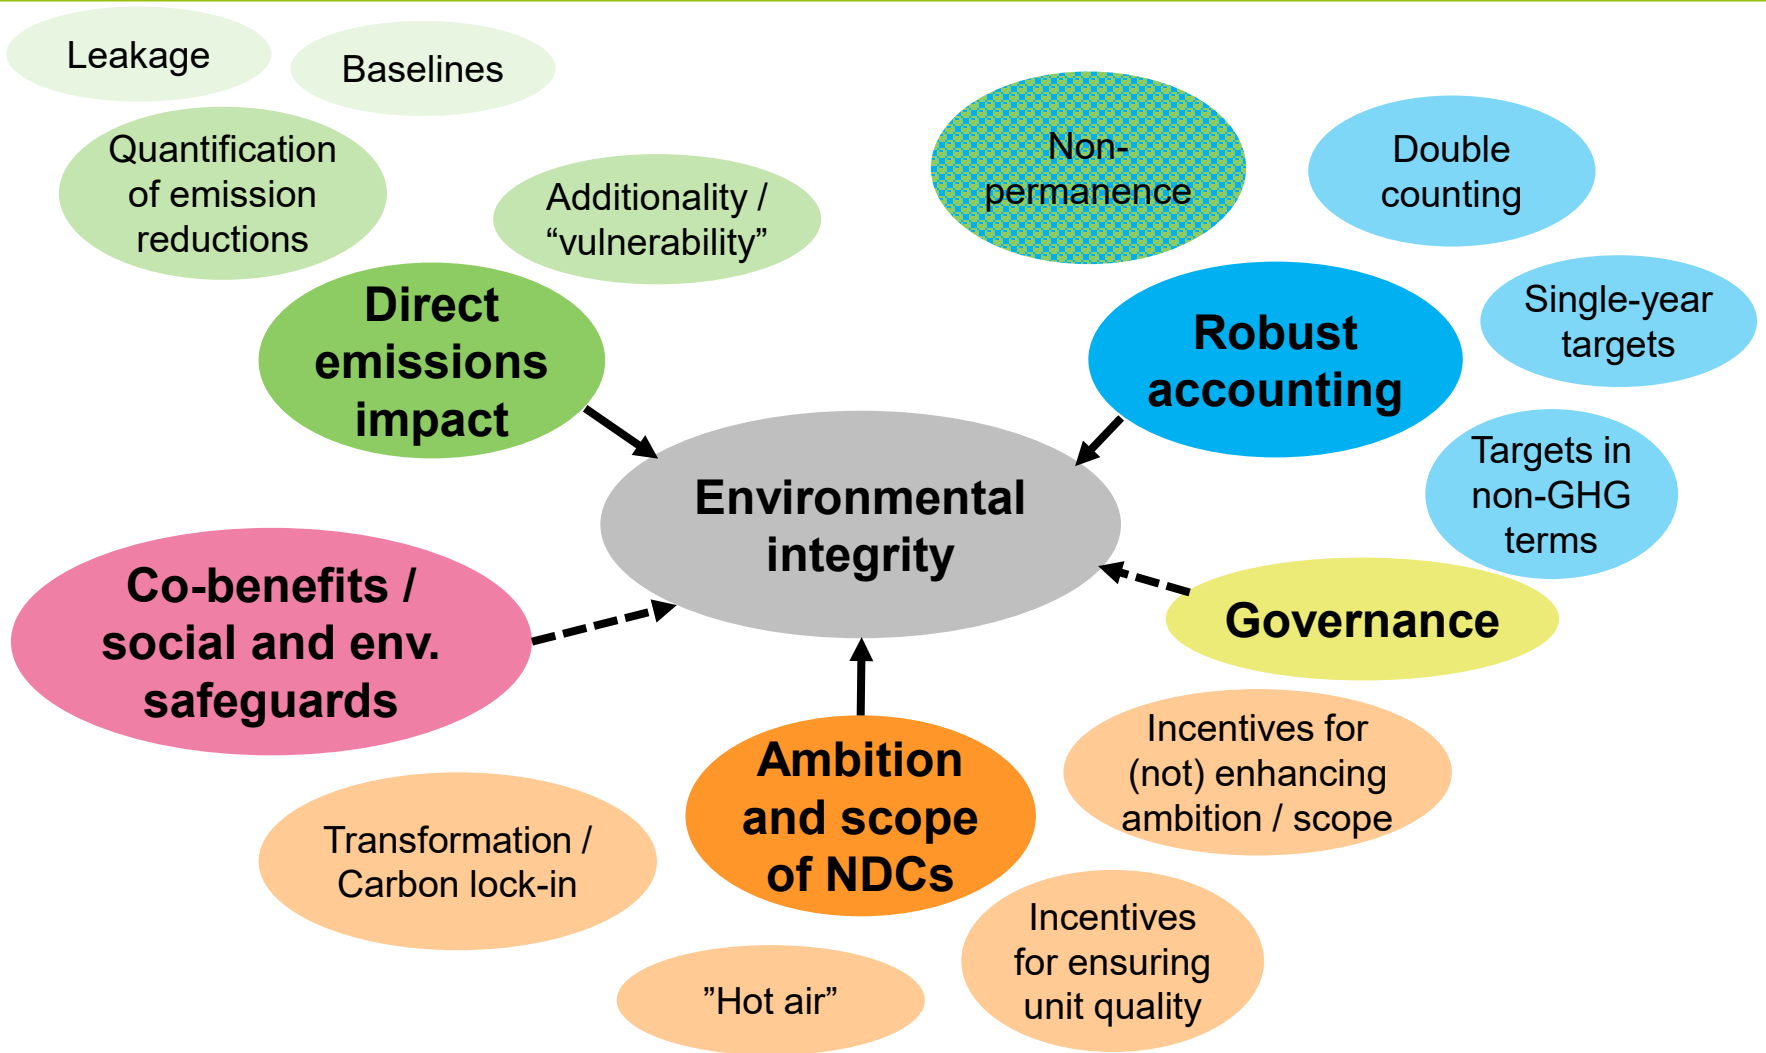 Leakage
Baselines
Quantification
of emission
reductions
Additionality /
“vulnerability”
Direct
emissions
impact
Non-
permanence
Double
counting
Robust
accounting
Single-year
targets
Targets in
non-GHG
terms
Environmental
integrity
Co-benefits /
social and env.
safeguards
Governance
Ambition
and scope
of NDCs
Incentives for
(not) enhancing
ambition / scope
Transformation /
Carbon lock-in
”Hot air”
Incentives
for ensuring
unit quality